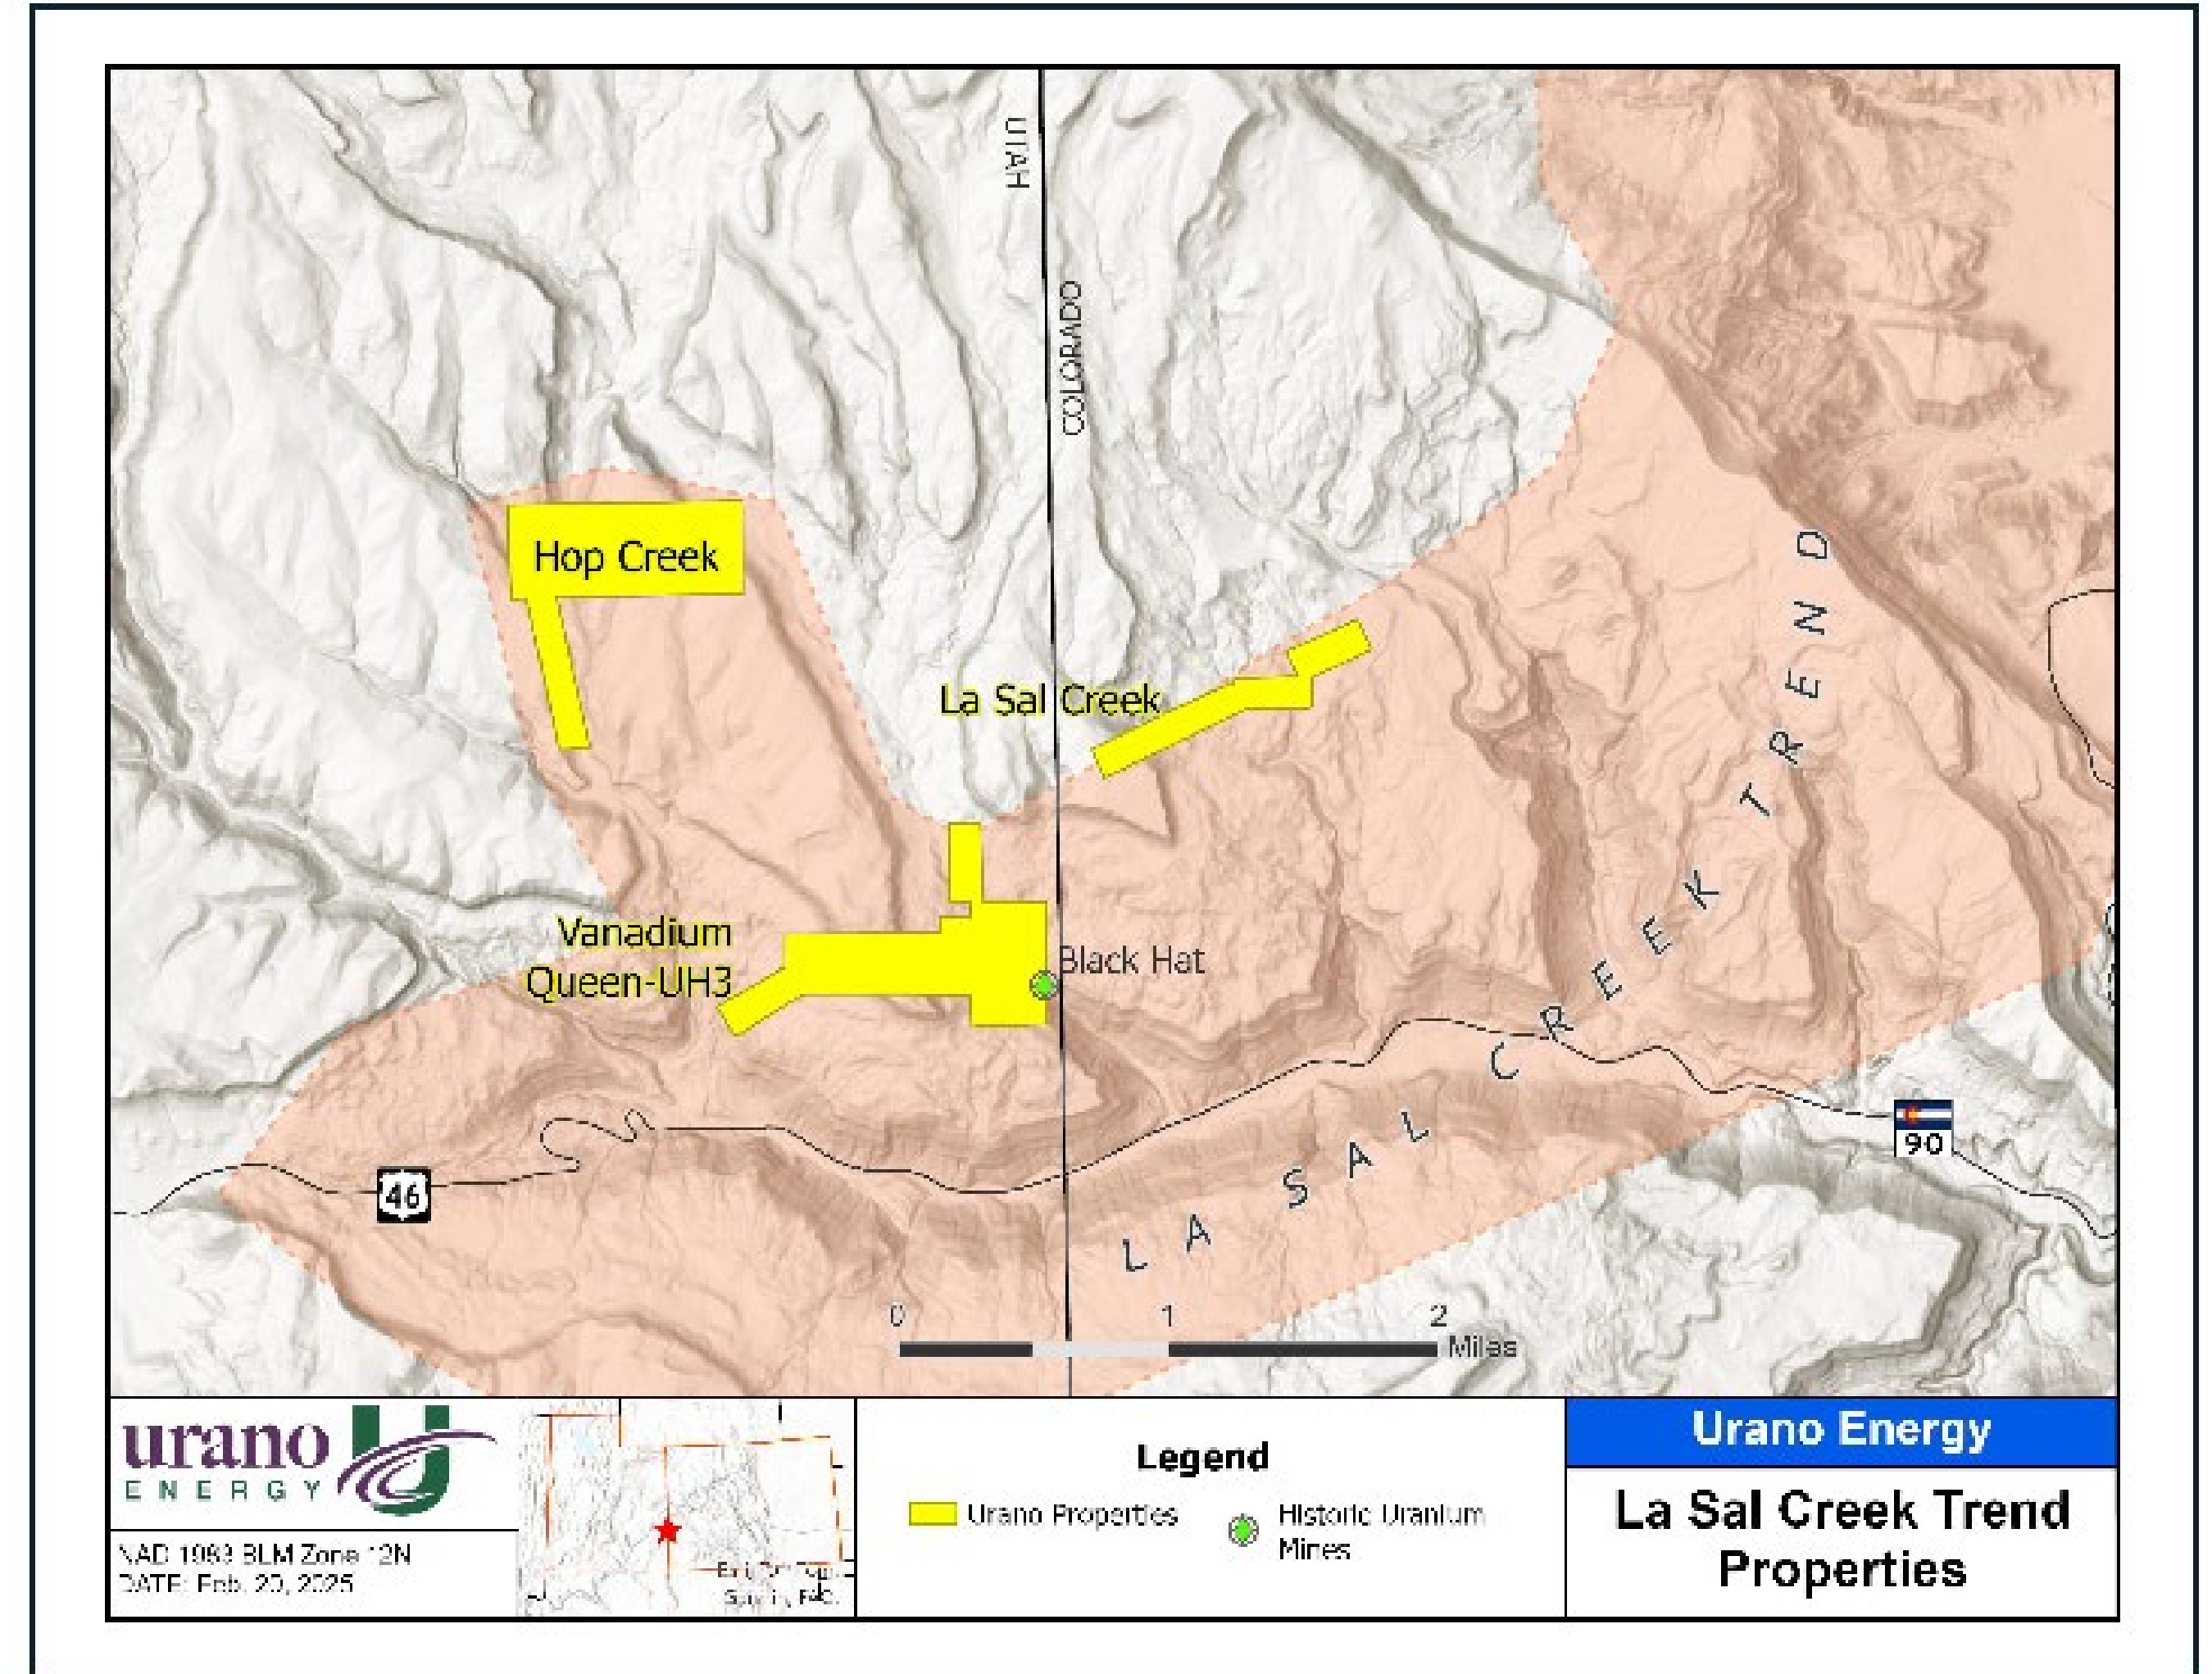 UTAH
COLORADO
Hop Creek
La Sal Creek
Vanadium
Queen-UH3
Black Hat
LA SAL CREEK TREND
46
90
0 1 2
Miles
urano
ENERGY
NAD 1983 BLM Zone 12N
DATE: Feb. 20, 2025
Legend
Urano Properties
Historic Uranium
Mines
Urano Energy
La Sal Creek Trend
Properties